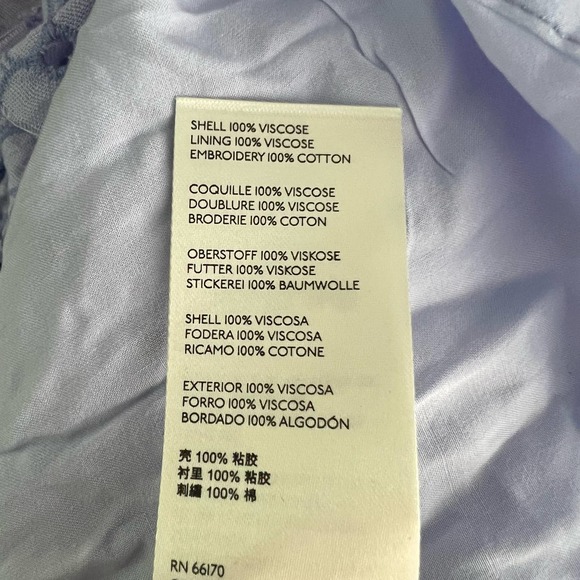 SHELL 100% VISCOSE
LINING 100% VISCOSE
EMBROIDERY 100% COTTON
COQUILLE 100% VISCOSE
DOUBLURE 100% VISCOSE
BRODERIE 100% COTON
OBERSTOFF 100% VISKOSE
FUTTER 100% VISKOSE
STICKEREI 100% BAUMWOLLE
SHELL 100% VISCOSA
FODERA 100% VISCOSA
RICAMO 100% COTONE
EXTERIOR 100% VISCOSA
FORRO 100% VISCOSA
BORDADO 100% ALGODÓN
壳 100% 粘胶
衬里 100% 粘胶
刺繡 100% 棉
RN 66170